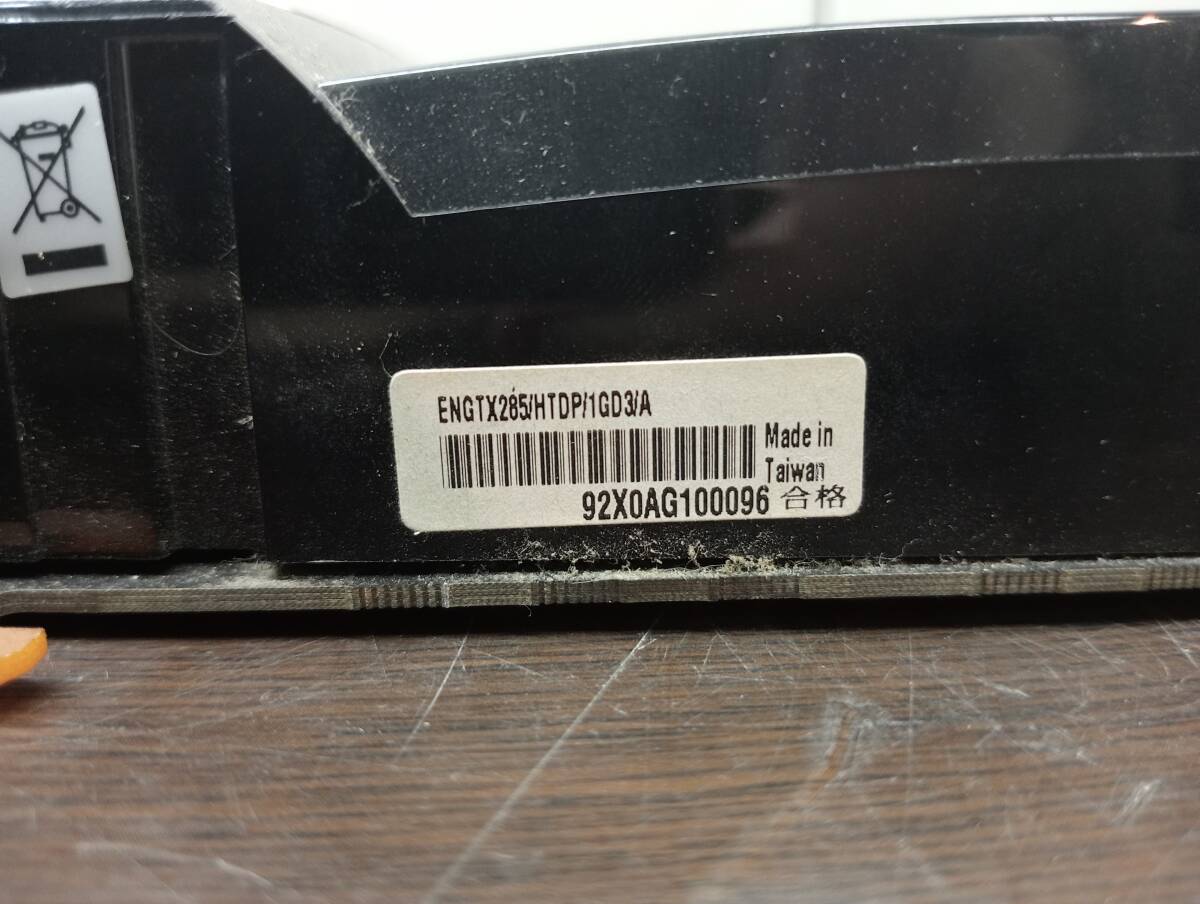 ENGTX285/HTDP/1GD3/A
Made in
Taiwan
92X0AG100096 合格